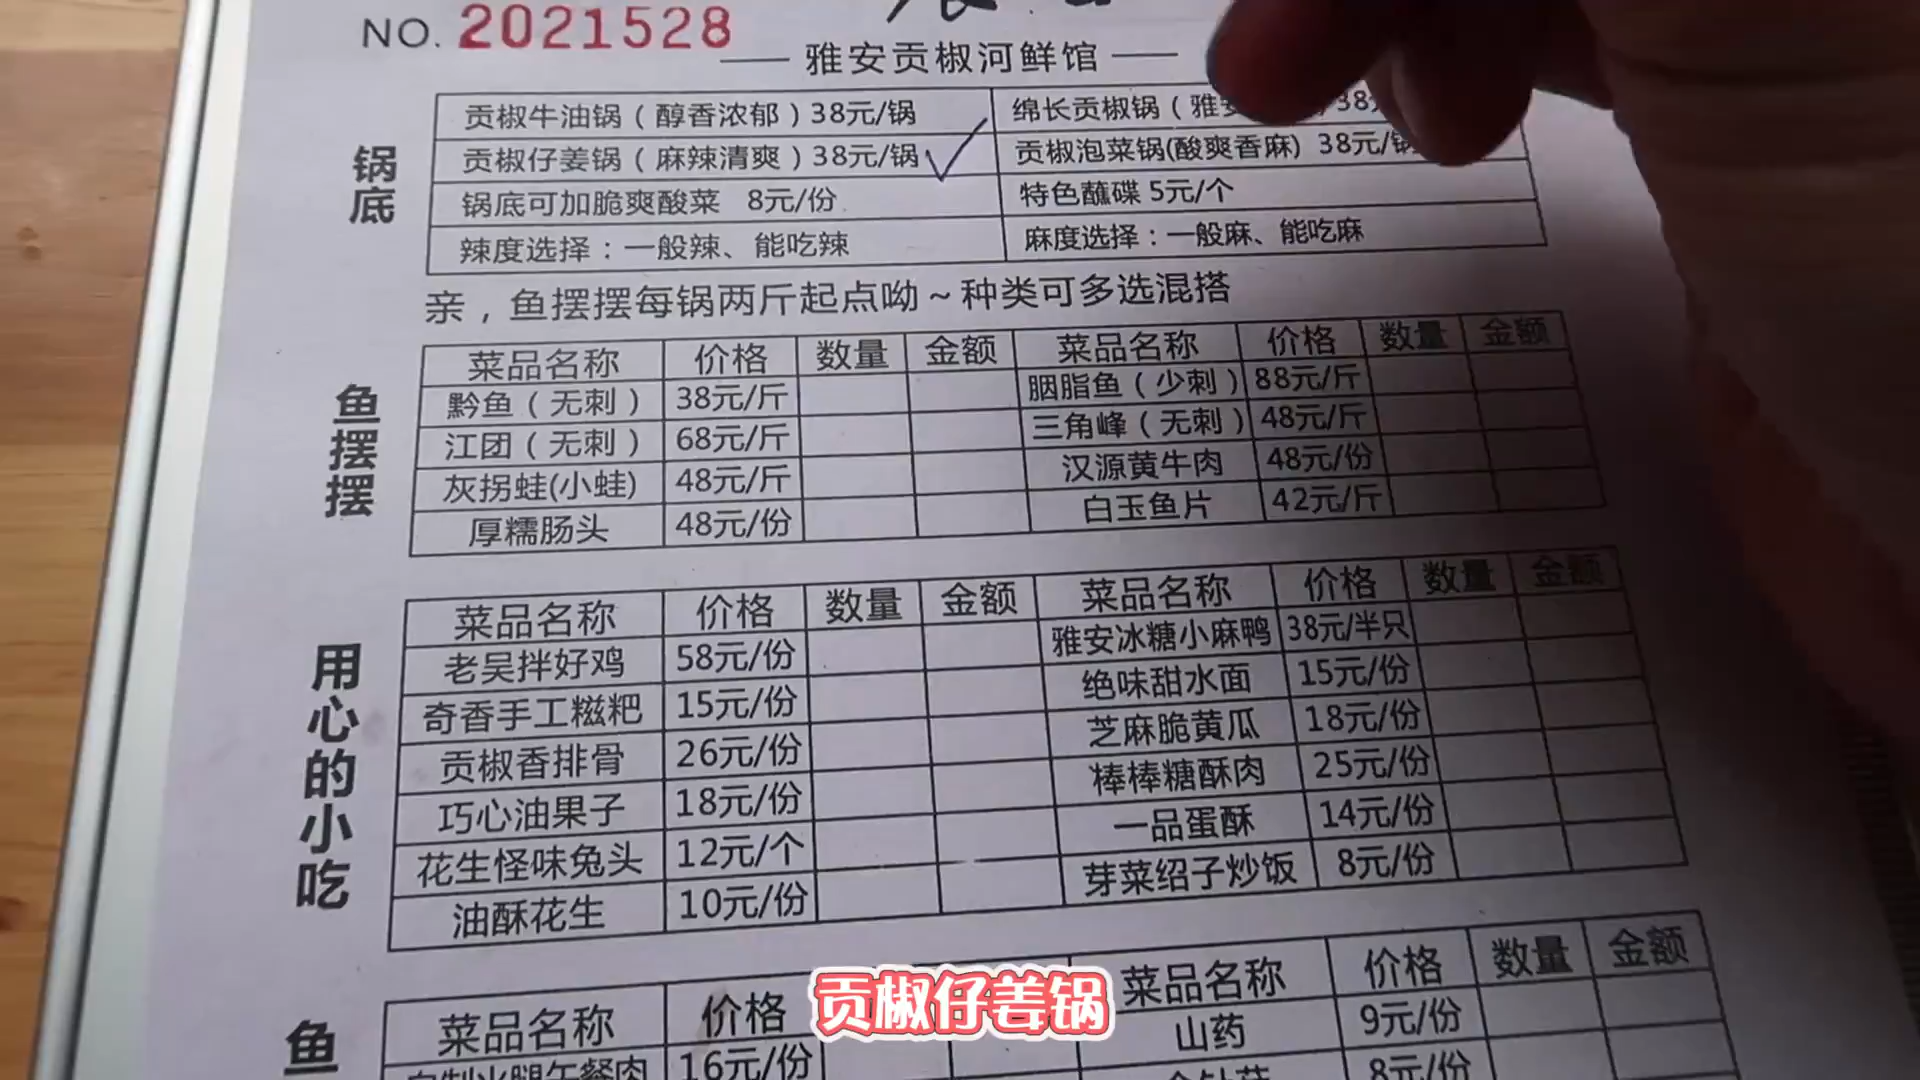 NO. 2021528
雅安贡椒河鲜馆
锅底
贡椒牛油锅（醇香浓郁）38元/锅
绵长贡椒锅（雅安 38
贡椒仔姜锅（麻辣清爽）38元/锅
贡椒泡菜锅(酸爽香麻) 38元/锅
锅底可加脆爽酸菜 8元/份
特色蘸碟 5元/个
辣度选择：一般辣、能吃辣
麻度选择：一般麻、能吃麻
亲，鱼摆摆每锅两斤起点呦～种类可多选混搭
鱼摆摆
菜品名称 价格 数量 金额 菜品名称 价格 数量 金额
黔鱼（无刺） 38元/斤 胭脂鱼（少刺） 88元/斤
江团（无刺） 68元/斤 三角峰（无刺） 48元/斤
灰拐蛙(小蛙) 48元/斤 汉源黄牛肉 48元/份
厚糯肠头 48元/份 白玉鱼片 42元/斤
用心的小吃
菜品名称 价格 数量 金额 菜品名称 价格 数量 金额
老吴拌好鸡 58元/份 雅安冰糖小麻鸭 38元/半只
奇香手工糍粑 15元/份 绝味甜水面 15元/份
贡椒香排骨 26元/份 芝麻脆黄瓜 18元/份
巧心油果子 18元/份 棒棒糖酥肉 25元/份
花生怪味兔头 12元/个 一品蛋酥 14元/份
油酥花生 10元/份 芽菜绍子炒饭 8元/份
鱼
菜品名称 价格 菜品名称 价格 数量 金额
自制火腿午餐肉 16元/份 山药 9元/份
8元/份
贡椒仔姜锅